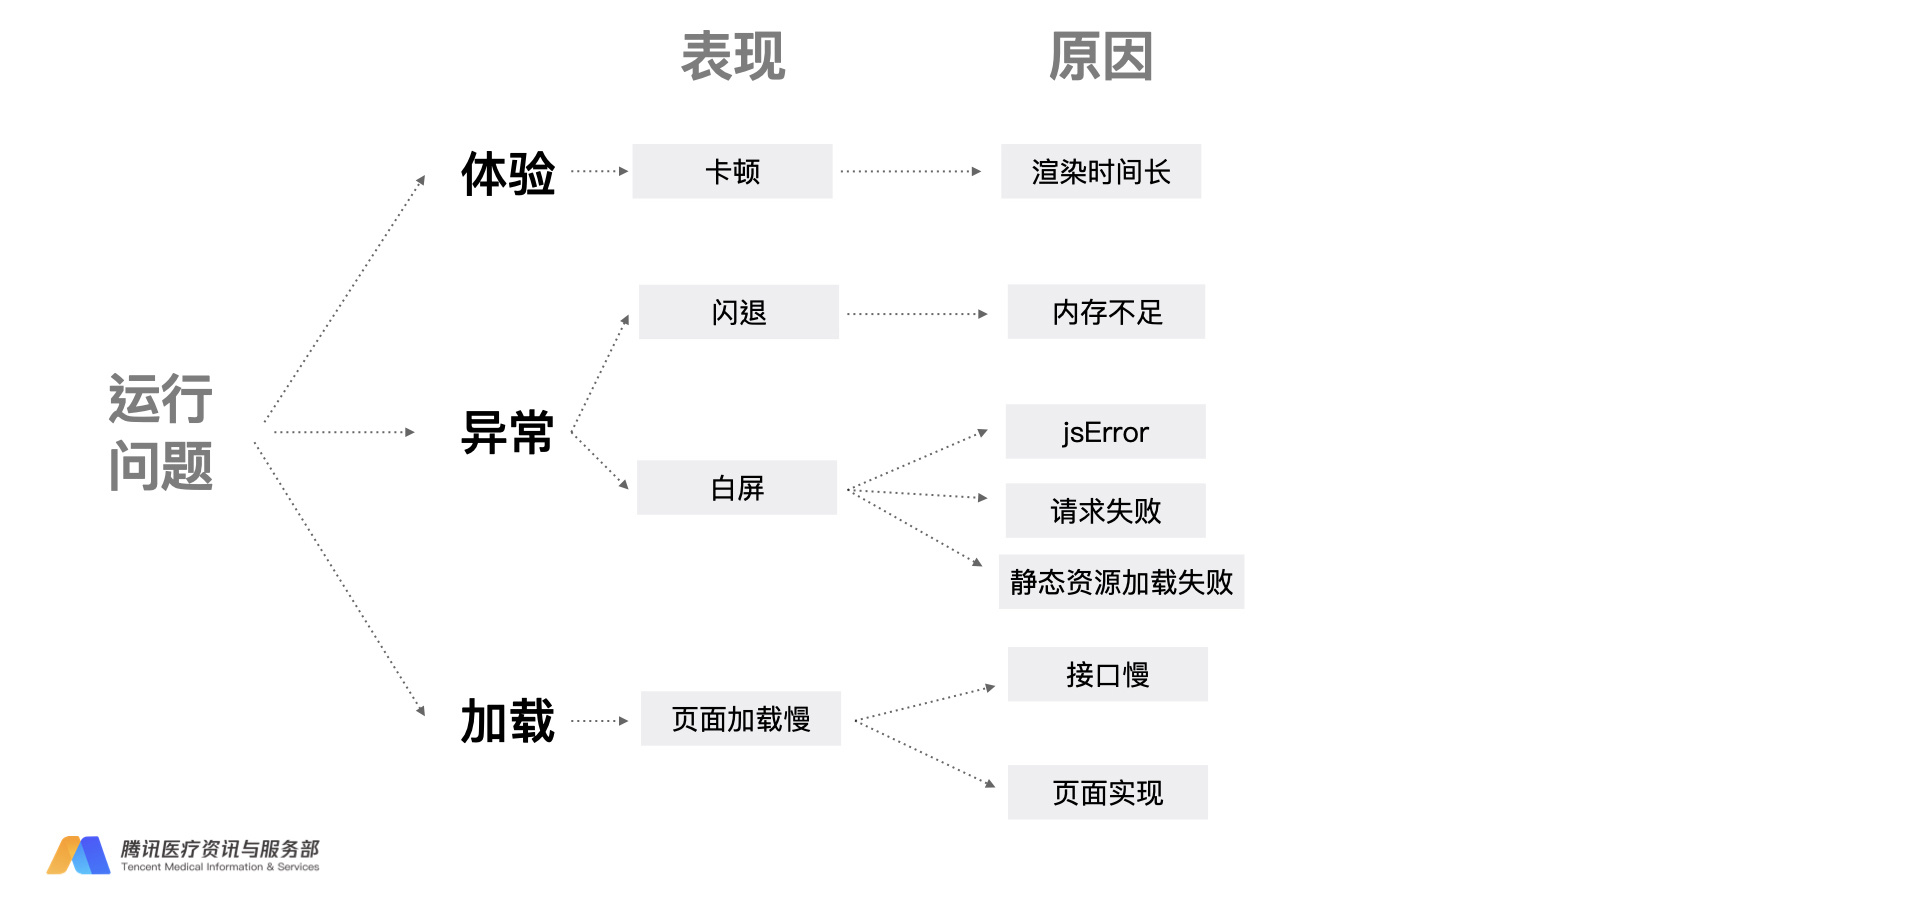 表现
原因
体验
卡顿
渲染时间长
闪退
内存不足
运行
问题
异常
jsError
白屏
请求失败
静态资源加载失败
加载
页面加载慢
接口慢
页面实现
腾讯医疗资讯与服务部
Tencent Medical Information & Services